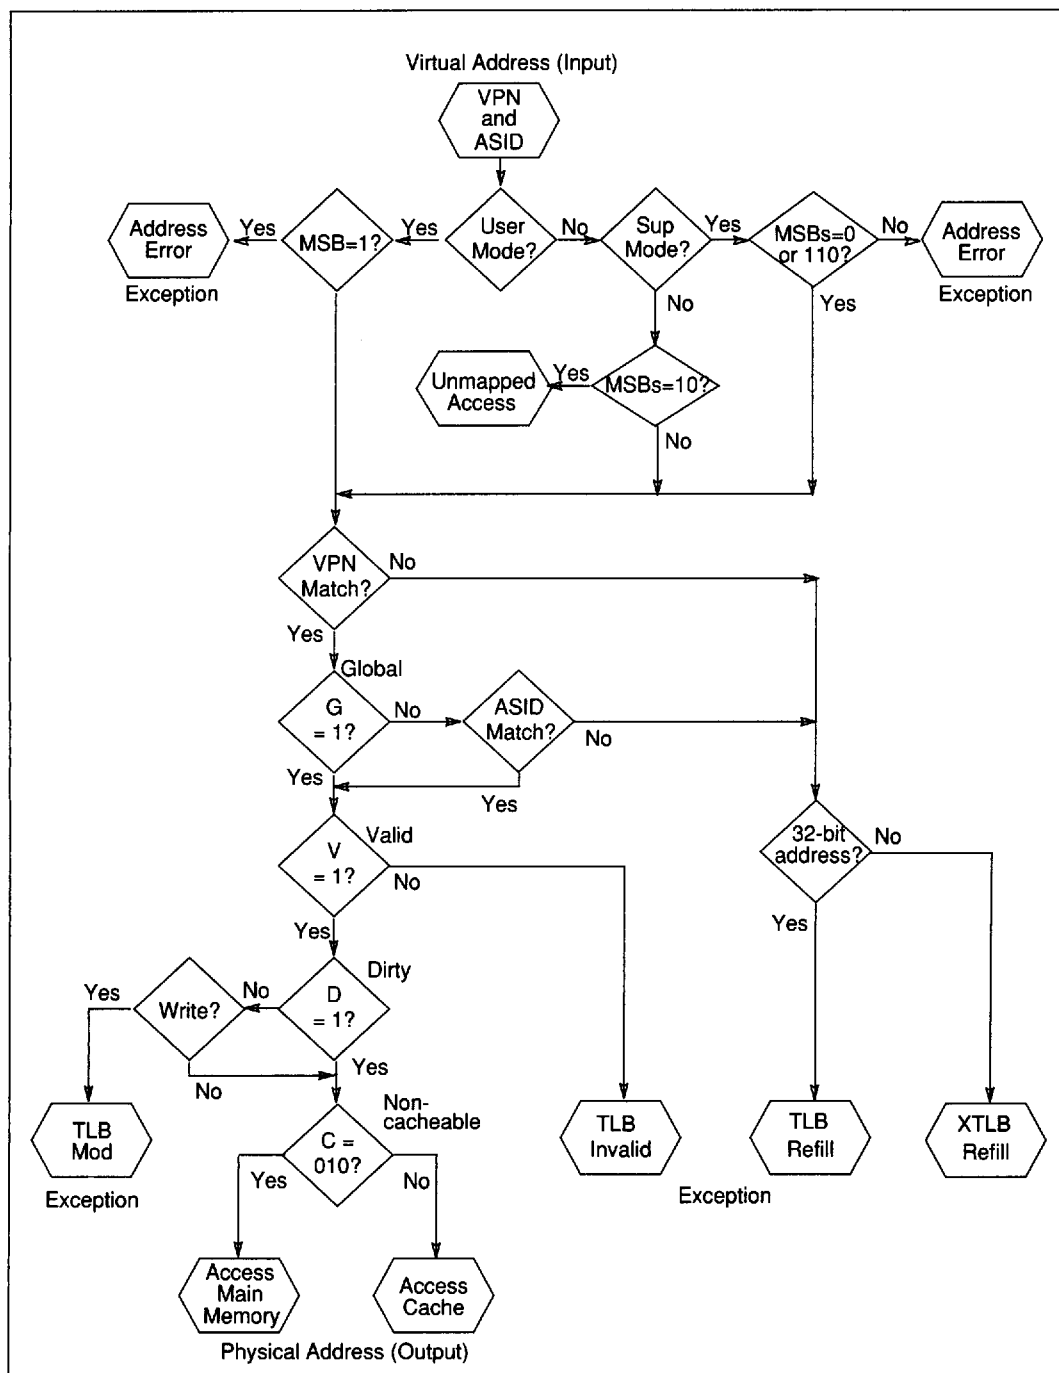 Virtual Address (Input)
VPN
and
ASID
Address
Error
Exception
Yes
MSB=1?
Yes
User
Mode?
No
Sup
Mode?
Yes
MSBs=0
or 110?
No
Address
Error
Exception
No
Yes
Unmapped
Access
Yes
MSBs=10?
No
VPN
Match?
No
Yes
Global
G
= 1?
No
ASID
Match?
No
Yes
Yes
Valid
V
= 1?
No
32-bit
address?
No
Yes
Yes
Dirty
D
= 1?
No
Write?
Yes
No
Yes
TLB
Mod
Exception
Non-
cacheable
C =
010?
Yes
No
TLB
Invalid
TLB
Refill
XTLB
Refill
Exception
Access
Main
Memory
Access
Cache
Physical Address (Output)